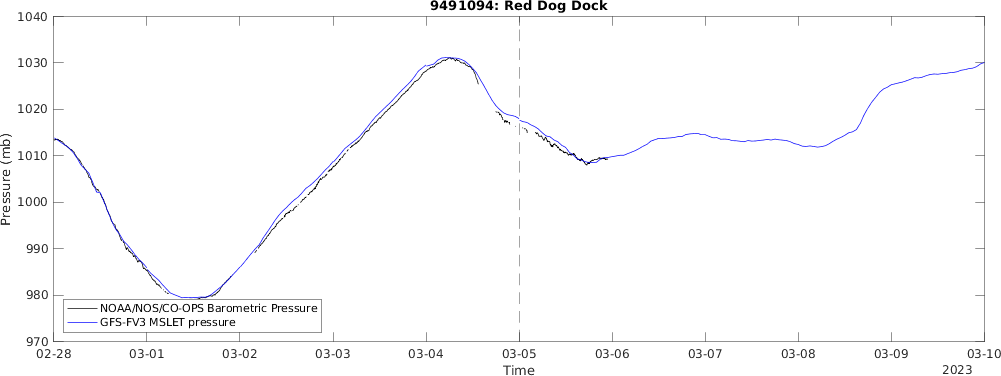 9491094: Red Dog Dock
Pressure (mb)
1040
1030
1020
1010
1000
990
980
970
NOAA/NOS/CO-OPS Barometric Pressure
GFS-FV3 MSLET pressure
02-28 03-01 03-02 03-03 03-04 03-05 03-06 03-07 03-08 03-09 03-10
Time
2023